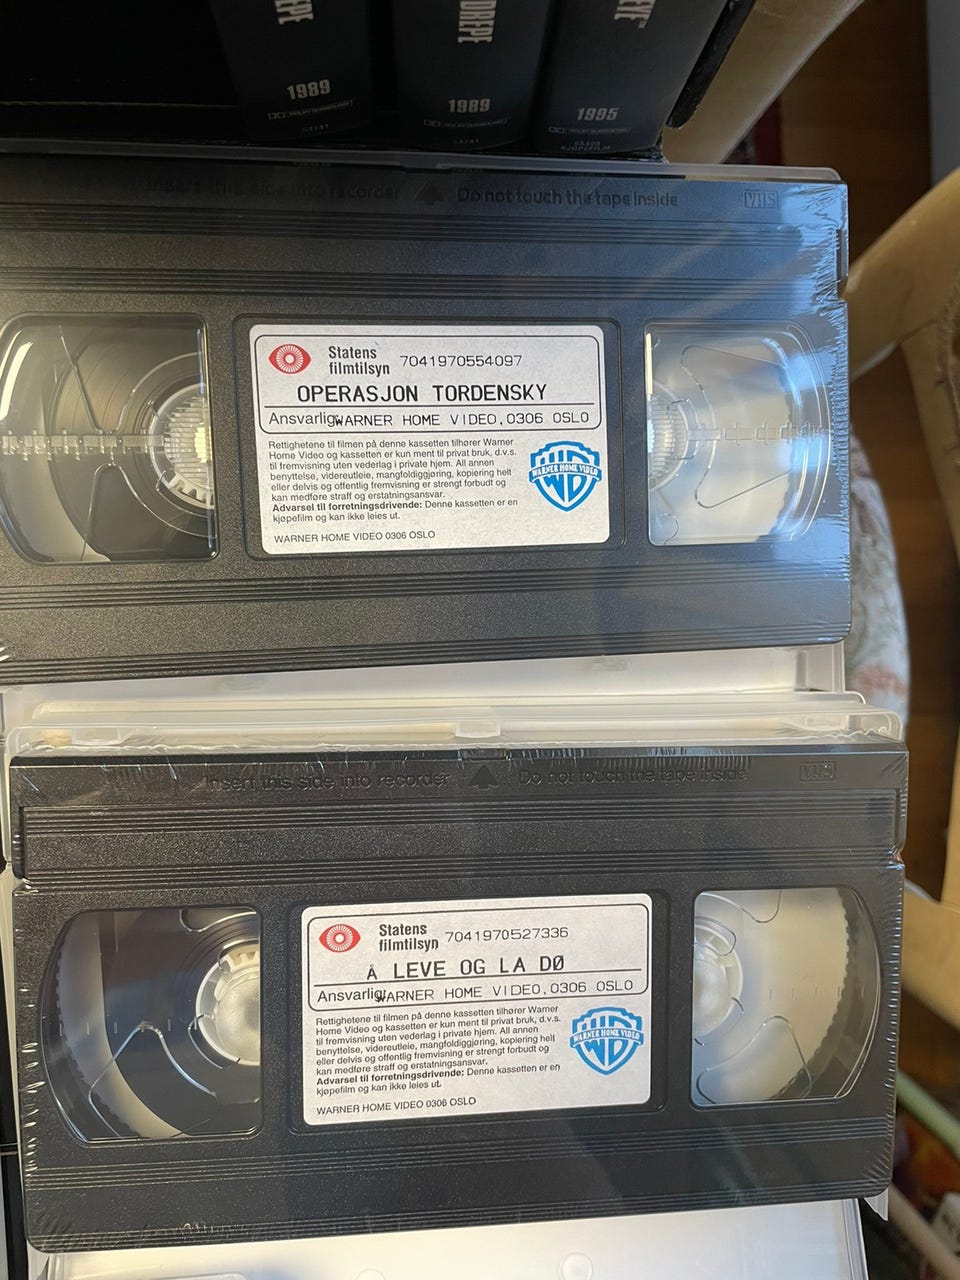 DREPE
1989
1989
1995
KJØPEFILM
Insert this side into recorder
Do not touch the tape inside
VHS
Statens
filmtilsyn
7041970554097
OPERASJON TORDENSKY
Ansvarlig WARNER HOME VIDEO,0306 OSLO
Rettighetene til filmen på denne kassetten tilhører Warner
Home Video og kassetten er kun ment til privat bruk, d.v.s.
til fremvisning uten vederlag i private hjem. All annen
benyttelse, videreutleie, mangfoldiggjøring, kopiering helt
eller delvis og offentlig fremvisning er strengt forbudt og
kan medføre straff og erstatningsansvar.
Advarsel til forretningsdrivende: Denne kassetten er en
kjøpefilm og kan ikke leies ut.
WARNER HOME VIDEO 0306 OSLO
WARNER HOME VIDEO
Insert this side into recorder
Do not touch the tape inside
VHS
Statens
filmtilsyn
7041970527336
Å LEVE OG LA DØ
Ansvarlig WARNER HOME VIDEO,0306 OSLO
Rettighetene til filmen på denne kassetten tilhører Warner
Home Video og kassetten er kun ment til privat bruk, d.v.s.
til fremvisning uten vederlag i private hjem. All annen
benyttelse, videreutleie, mangfoldiggjøring, kopiering helt
eller delvis og offentlig fremvisning er strengt forbudt og
kan medføre straff og erstatningsansvar.
Advarsel til forretningsdrivende: Denne kassetten er en
kjøpefilm og kan ikke leies ut.
WARNER HOME VIDEO 0306 OSLO
WARNER HOME VIDEO